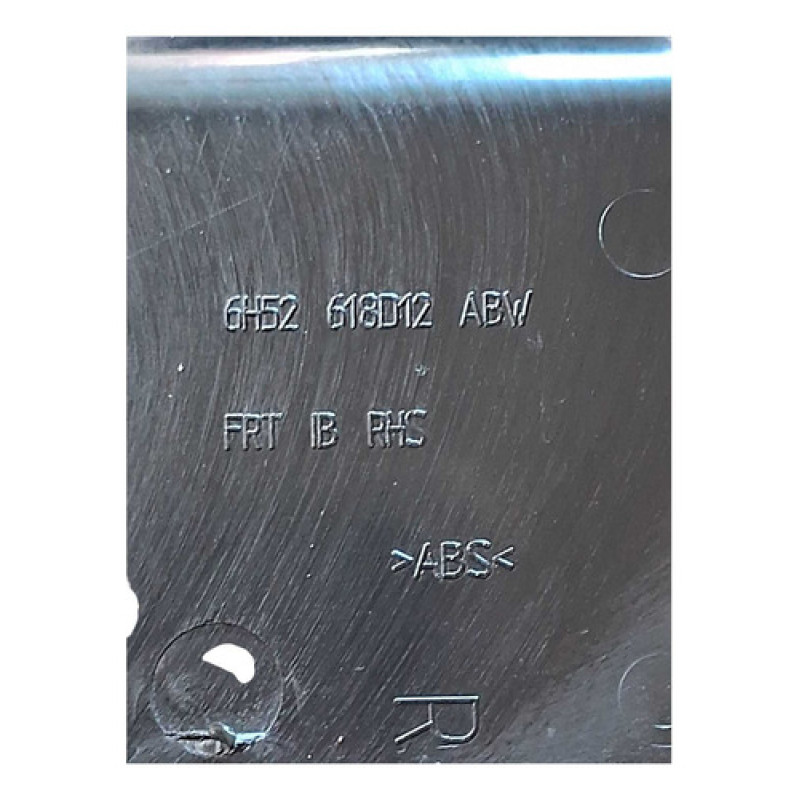 6H52 618D12 ABW
FRT IB RHS
>ABS<
R